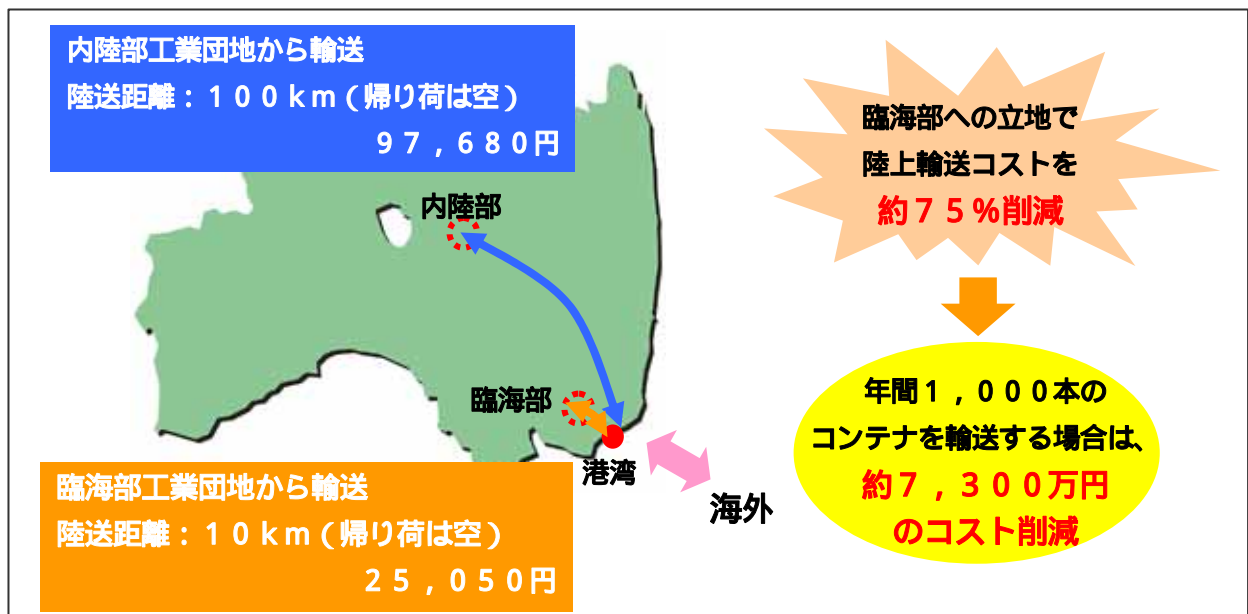 内陸部工業団地から輸送
陸送距離：１００ｋｍ（帰り荷は空）
９７，６８０円
内陸部
臨海部
港湾
海外
臨海部工業団地から輸送
陸送距離：１０ｋｍ（帰り荷は空）
２５，０５０円
臨海部への立地で
陸上輸送コストを
約７５％削減
年間１，０００本の
コンテナを輸送する場合は、
約７，３００万円
のコスト削減